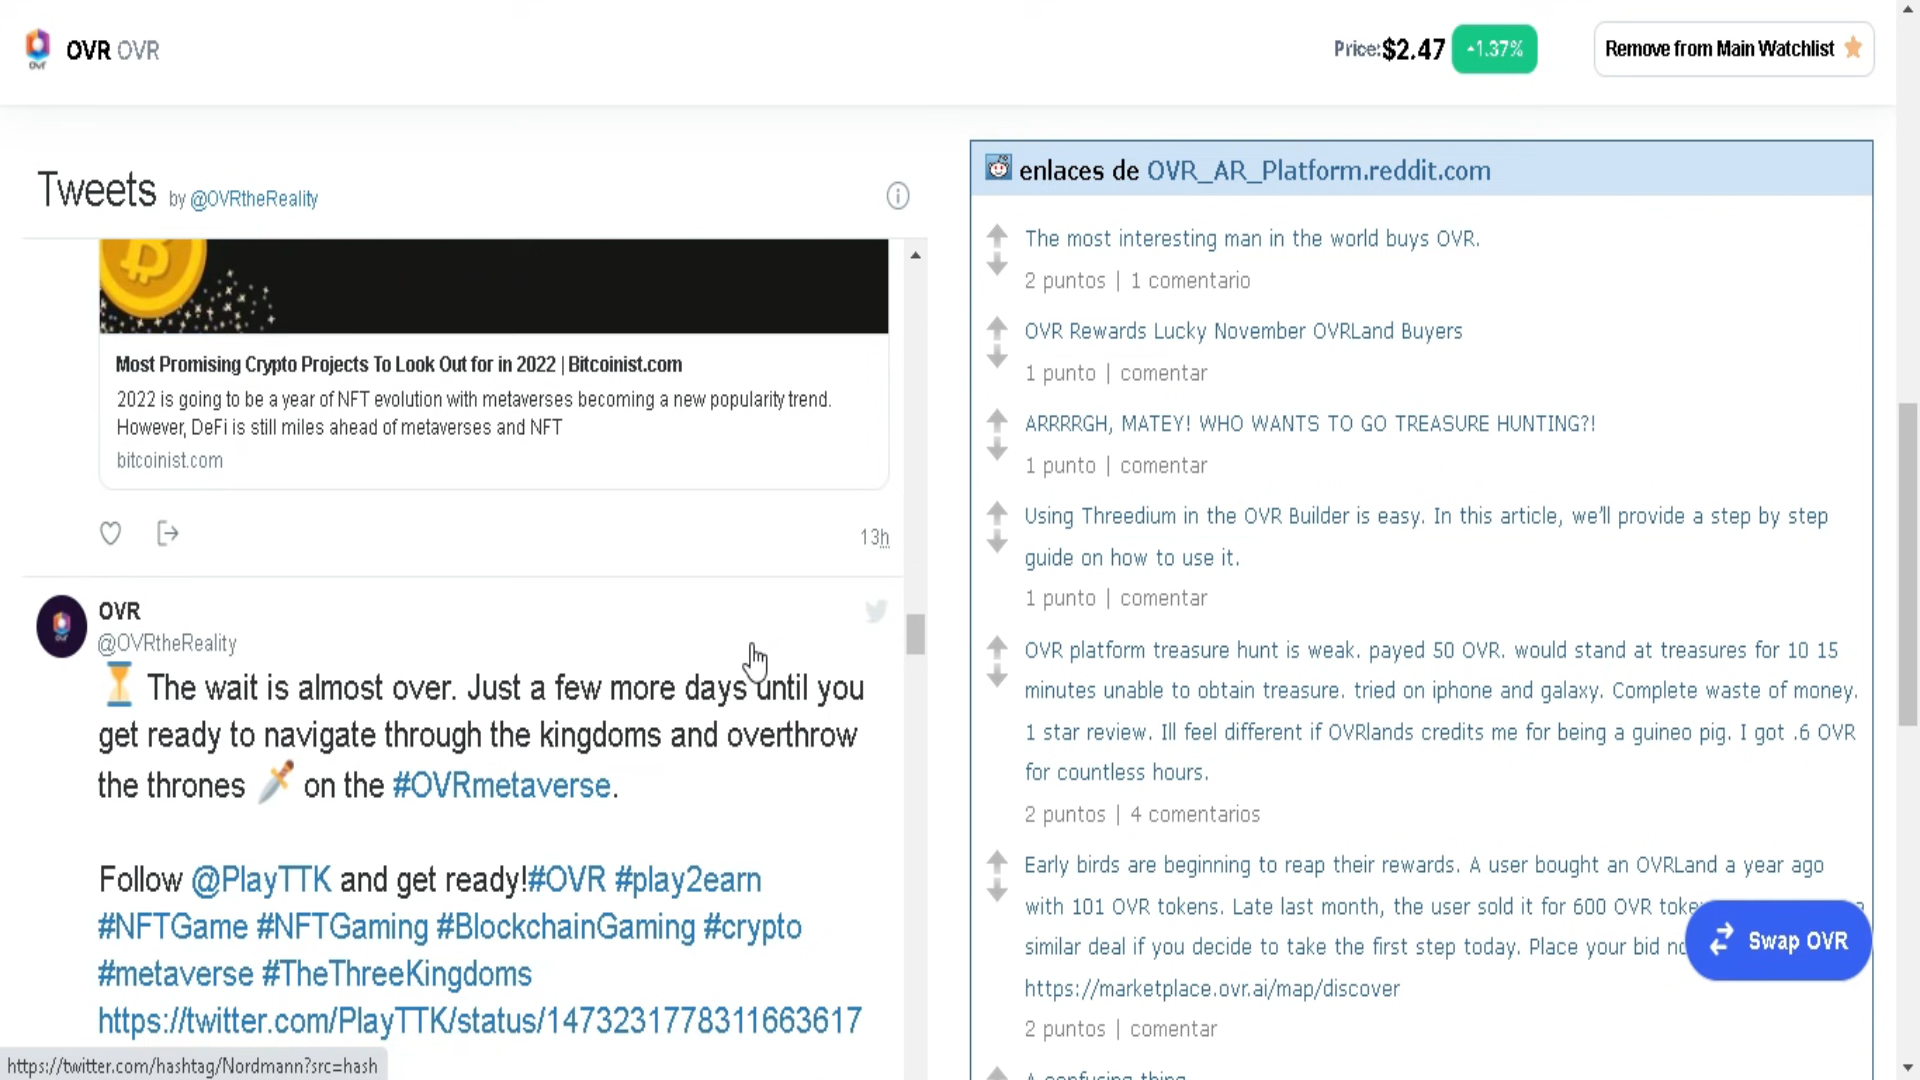 OVR OVR
Price:$2.47
1.37%
Remove from Main Watchlist
Tweets by @OVRtheReality
Most Promising Crypto Projects To Look Out for in 2022 | Bitcoinist.com
2022 is going to be a year of NFT evolution with metaverses becoming a new popularity trend.
However, DeFi is still miles ahead of metaverses and NFT
bitcoinist.com
13h
OVR
@OVRtheReality
⏳ The wait is almost over. Just a few more days until you
get ready to navigate through the kingdoms and overthrow
the thrones 🗡 on the #OVRmetaverse.
Follow @PlayTTK and get ready!#OVR #play2earn
#NFTGame #NFTGaming #BlockchainGaming #crypto
#metaverse #TheThreeKingdoms
https://twitter.com/PlayTTK/status/1473231778311663617
https://twitter.com/hashtag/Nordmann?src=hash
enlaces de OVR_AR_Platform.reddit.com
The most interesting man in the world buys OVR.
2 puntos | 1 comentario
OVR Rewards Lucky November OVRLand Buyers
1 punto | comentar
ARRRRGH, MATEY! WHO WANTS TO GO TREASURE HUNTING?!
1 punto | comentar
Using Threedium in the OVR Builder is easy. In this article, we'll provide a step by step
guide on how to use it.
1 punto | comentar
OVR platform treasure hunt is weak. payed 50 OVR. would stand at treasures for 10 15
minutes unable to obtain treasure. tried on iphone and galaxy. Complete waste of money.
1 star review. Ill feel different if OVRlands credits me for being a guineo pig. I got .6 OVR
for countless hours.
2 puntos | 4 comentarios
Early birds are beginning to reap their rewards. A user bought an OVRLand a year ago
with 101 OVR tokens. Late last month, the user sold it for 600 OVR toke
similar deal if you decide to take the first step today. Place your bid
https://marketplace.ovr.ai/map/discover
2 puntos | comentar
A confusing thing
Swap OVR